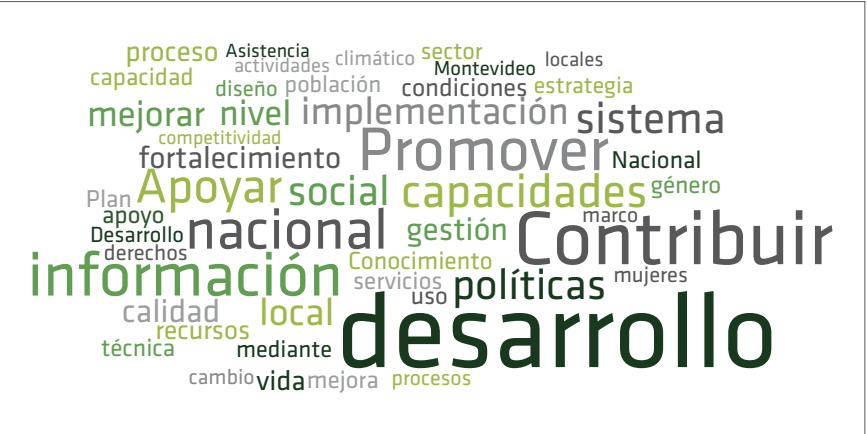 proceso Asistencia actividades climático sector Montevideo locales
capacidad diseño población condiciones estrategia
mejorar nivel implementación sistema
competitividad
fortalecimiento Promover Nacional
Plan Apoyar social capacidades género
apoyo nacional gestión Contribuir marco
Desarrollo
derechos
información Conocimiento
servicios uso políticas mujeres
calidad local desarrollo
recursos
técnica mediante
cambio vida mejora procesos